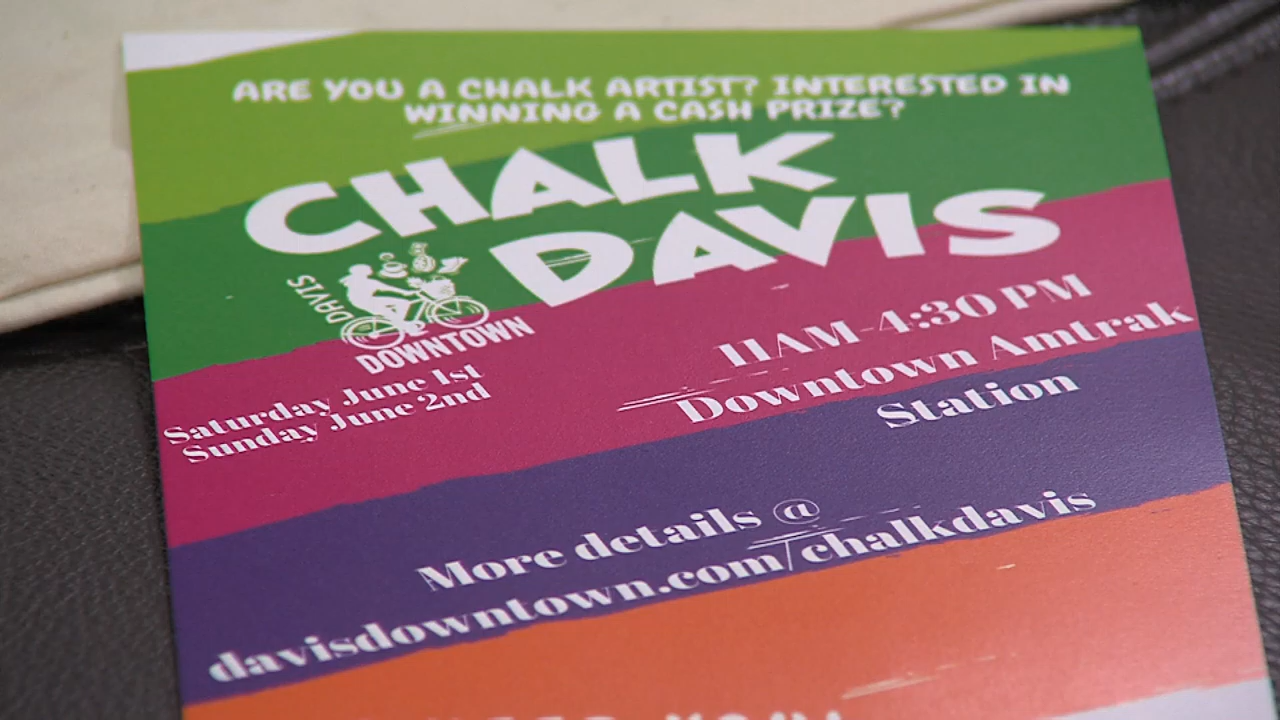 ARE YOU A CHALK ARTIST? INTERESTED IN
WINNING A CASH PRIZE?
CHALK
DAVIS
DAVIS
DOWNTOWN
Saturday June 1st
Sunday June 2nd
11AM-4:30 PM
Downtown Amtrak
Station
More details @
davisdowntown.com/chalkdavis